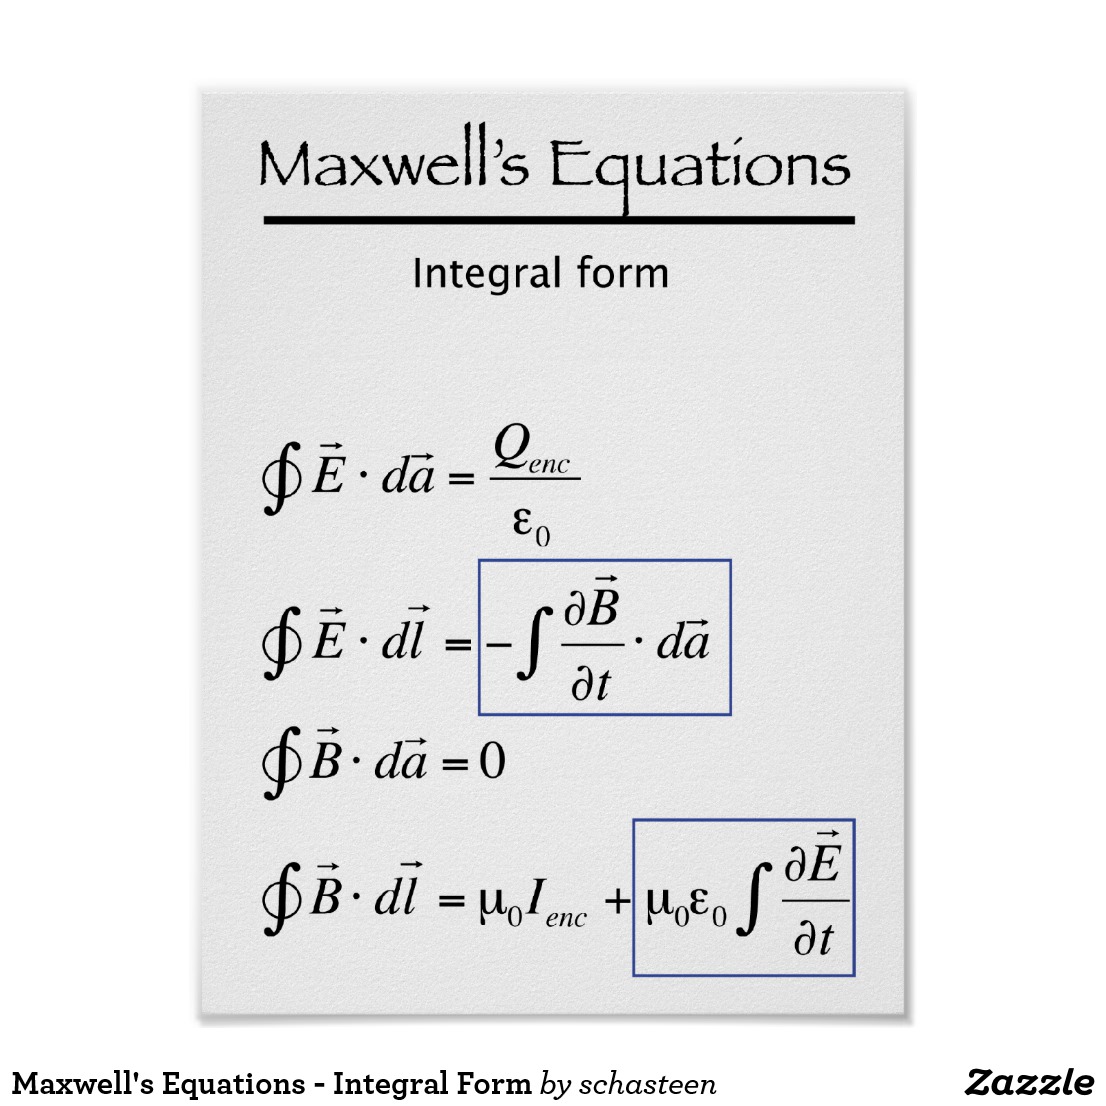 Maxwell's Equations
Integral form
∮ E⃗ · da⃗ = Q_enc / ε₀
∮ E⃗ · dl⃗ = −∫ ∂B⃗/∂t · da⃗
∮ B⃗ · da⃗ = 0
∮ B⃗ · dl⃗ = μ₀I_enc + μ₀ε₀ ∫ ∂E⃗/∂t
Maxwell's Equations - Integral Form by schasteen
Zazzle